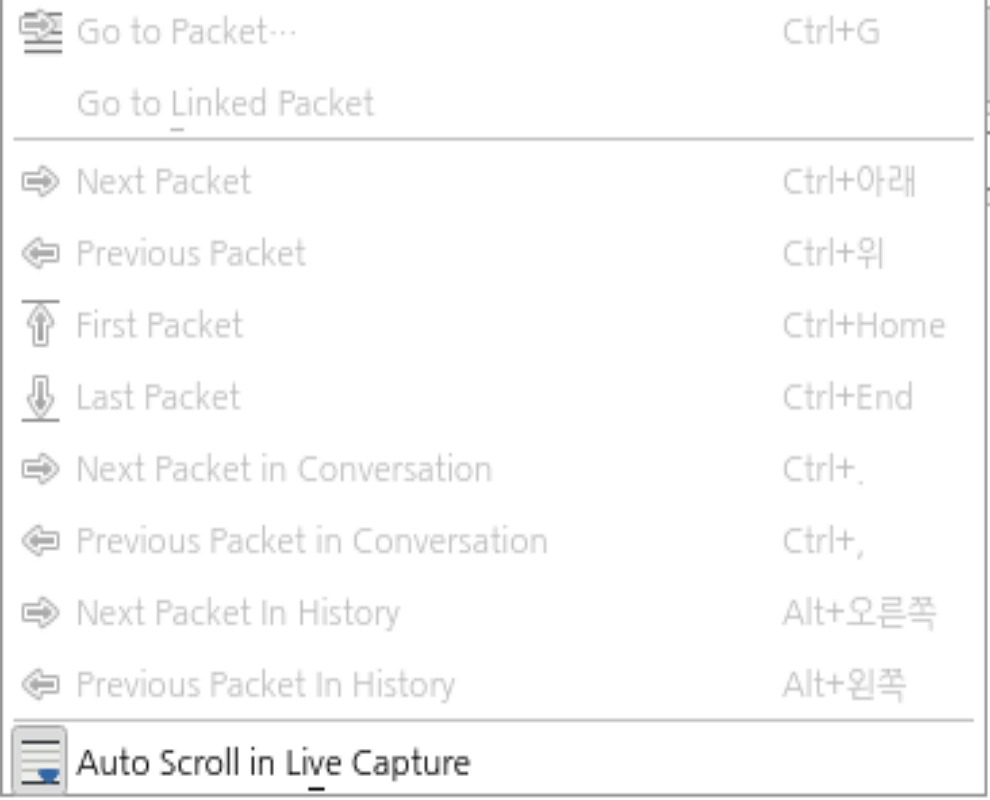 Go to Packet… Ctrl+G
Go to Linked Packet
Next Packet Ctrl+아래
Previous Packet Ctrl+위
First Packet Ctrl+Home
Last Packet Ctrl+End
Next Packet in Conversation Ctrl+.
Previous Packet in Conversation Ctrl+,
Next Packet In History Alt+오른쪽
Previous Packet In History Alt+왼쪽
Auto Scroll in Live Capture